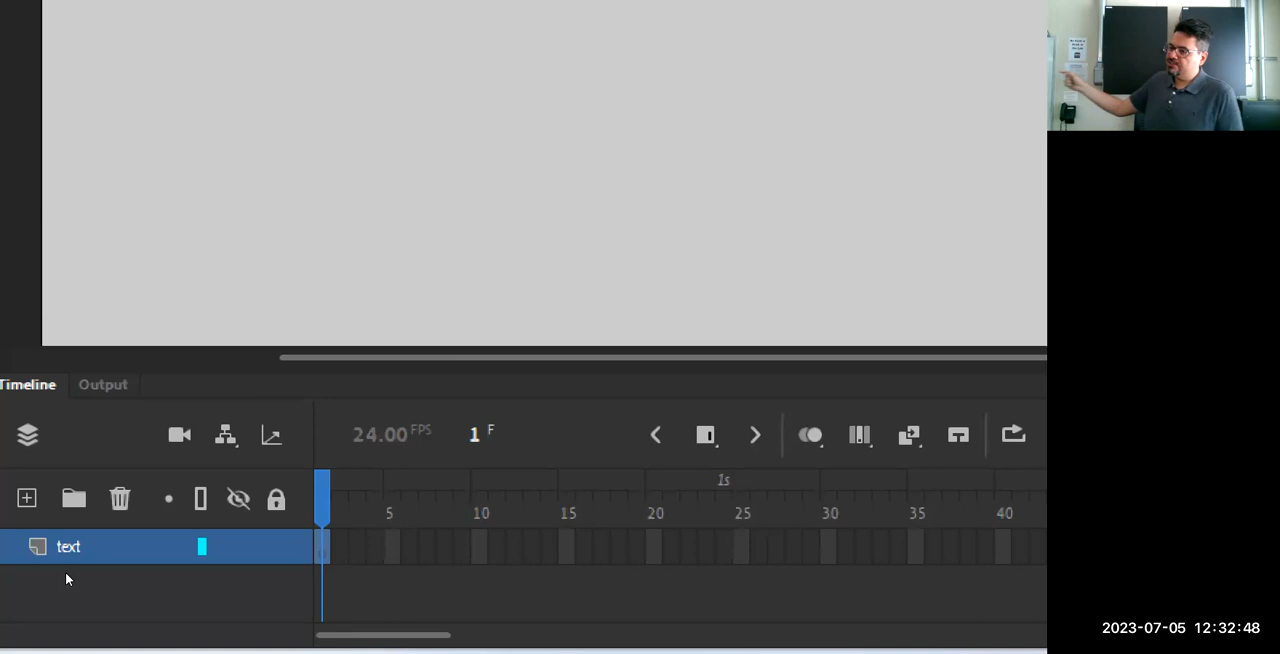 Timeline Output
24.00 FPS 1 F
1s
5 10 15 20 25 30 35 40
text
2023-07-05 12:32:48